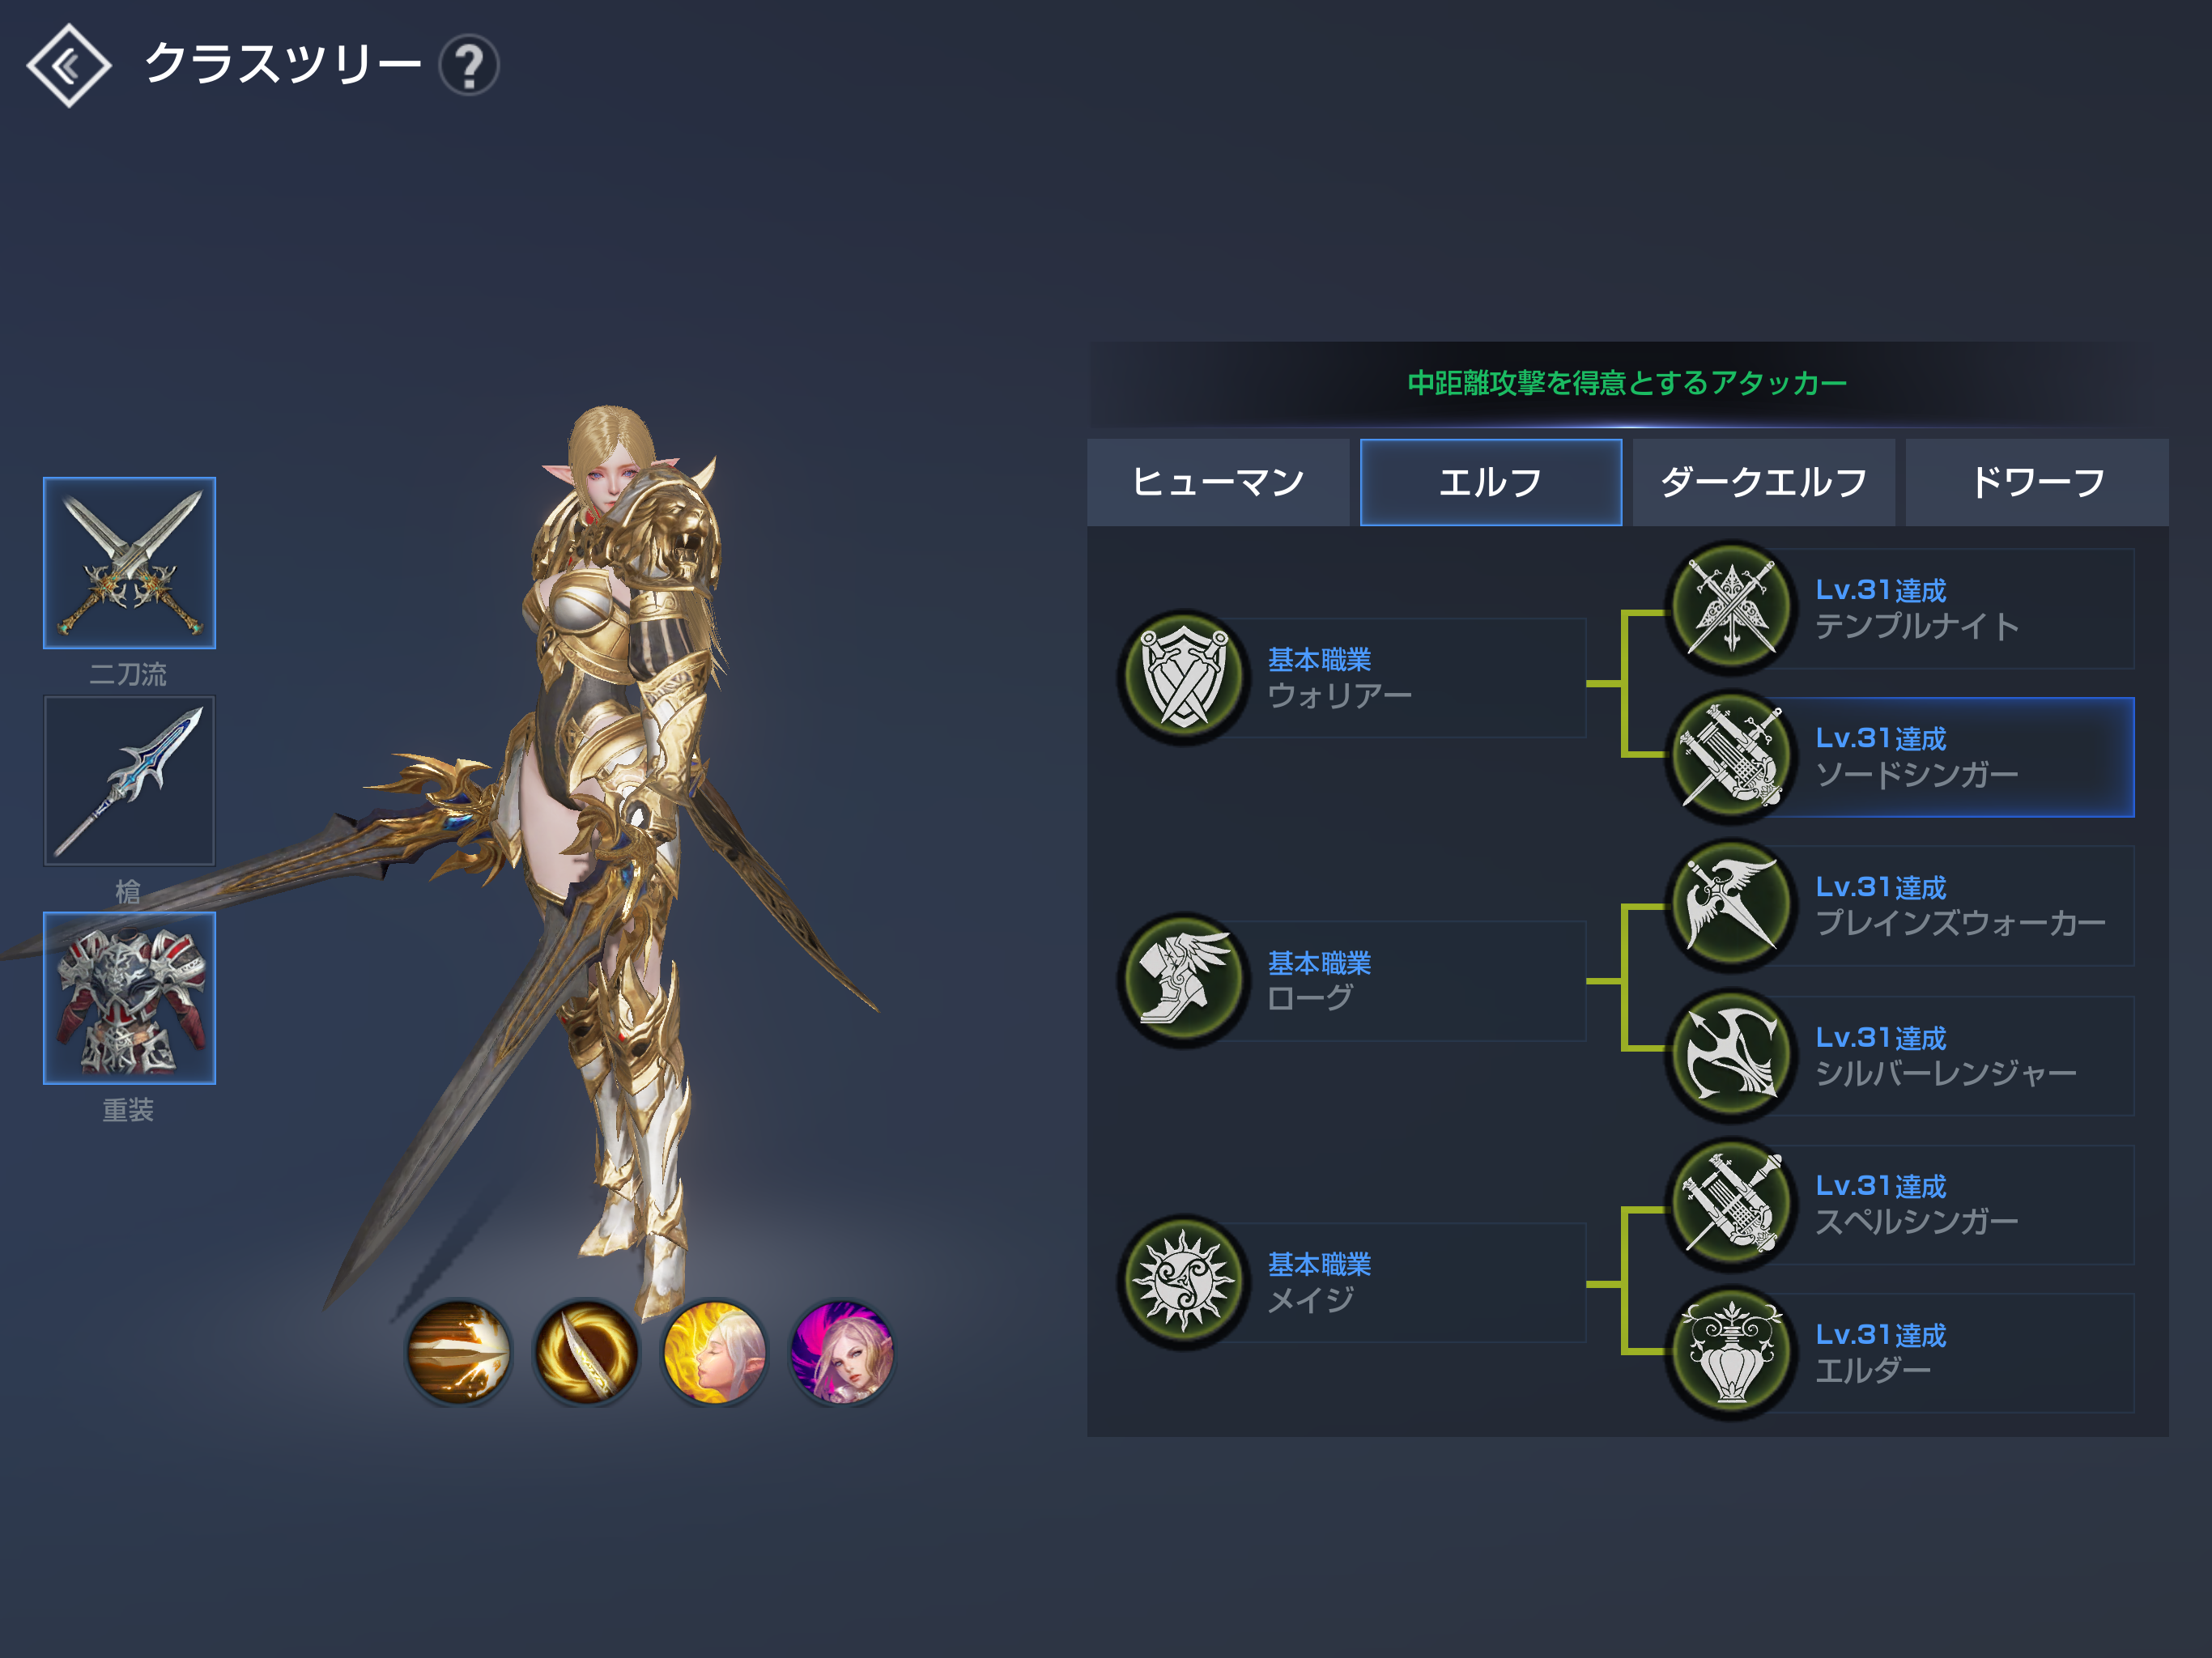 クラスツリー ?
中距離攻撃を得意とするアタッカー
ヒューマン エルフ ダークエルフ ドワーフ
二刀流
槍
重装
基本職業
ウォリアー
Lv.31達成
テンプルナイト
Lv.31達成
ソードシンガー
基本職業
ローグ
Lv.31達成
プレインズウォーカー
Lv.31達成
シルバーレンジャー
基本職業
メイジ
Lv.31達成
スペルシンガー
Lv.31達成
エルダー